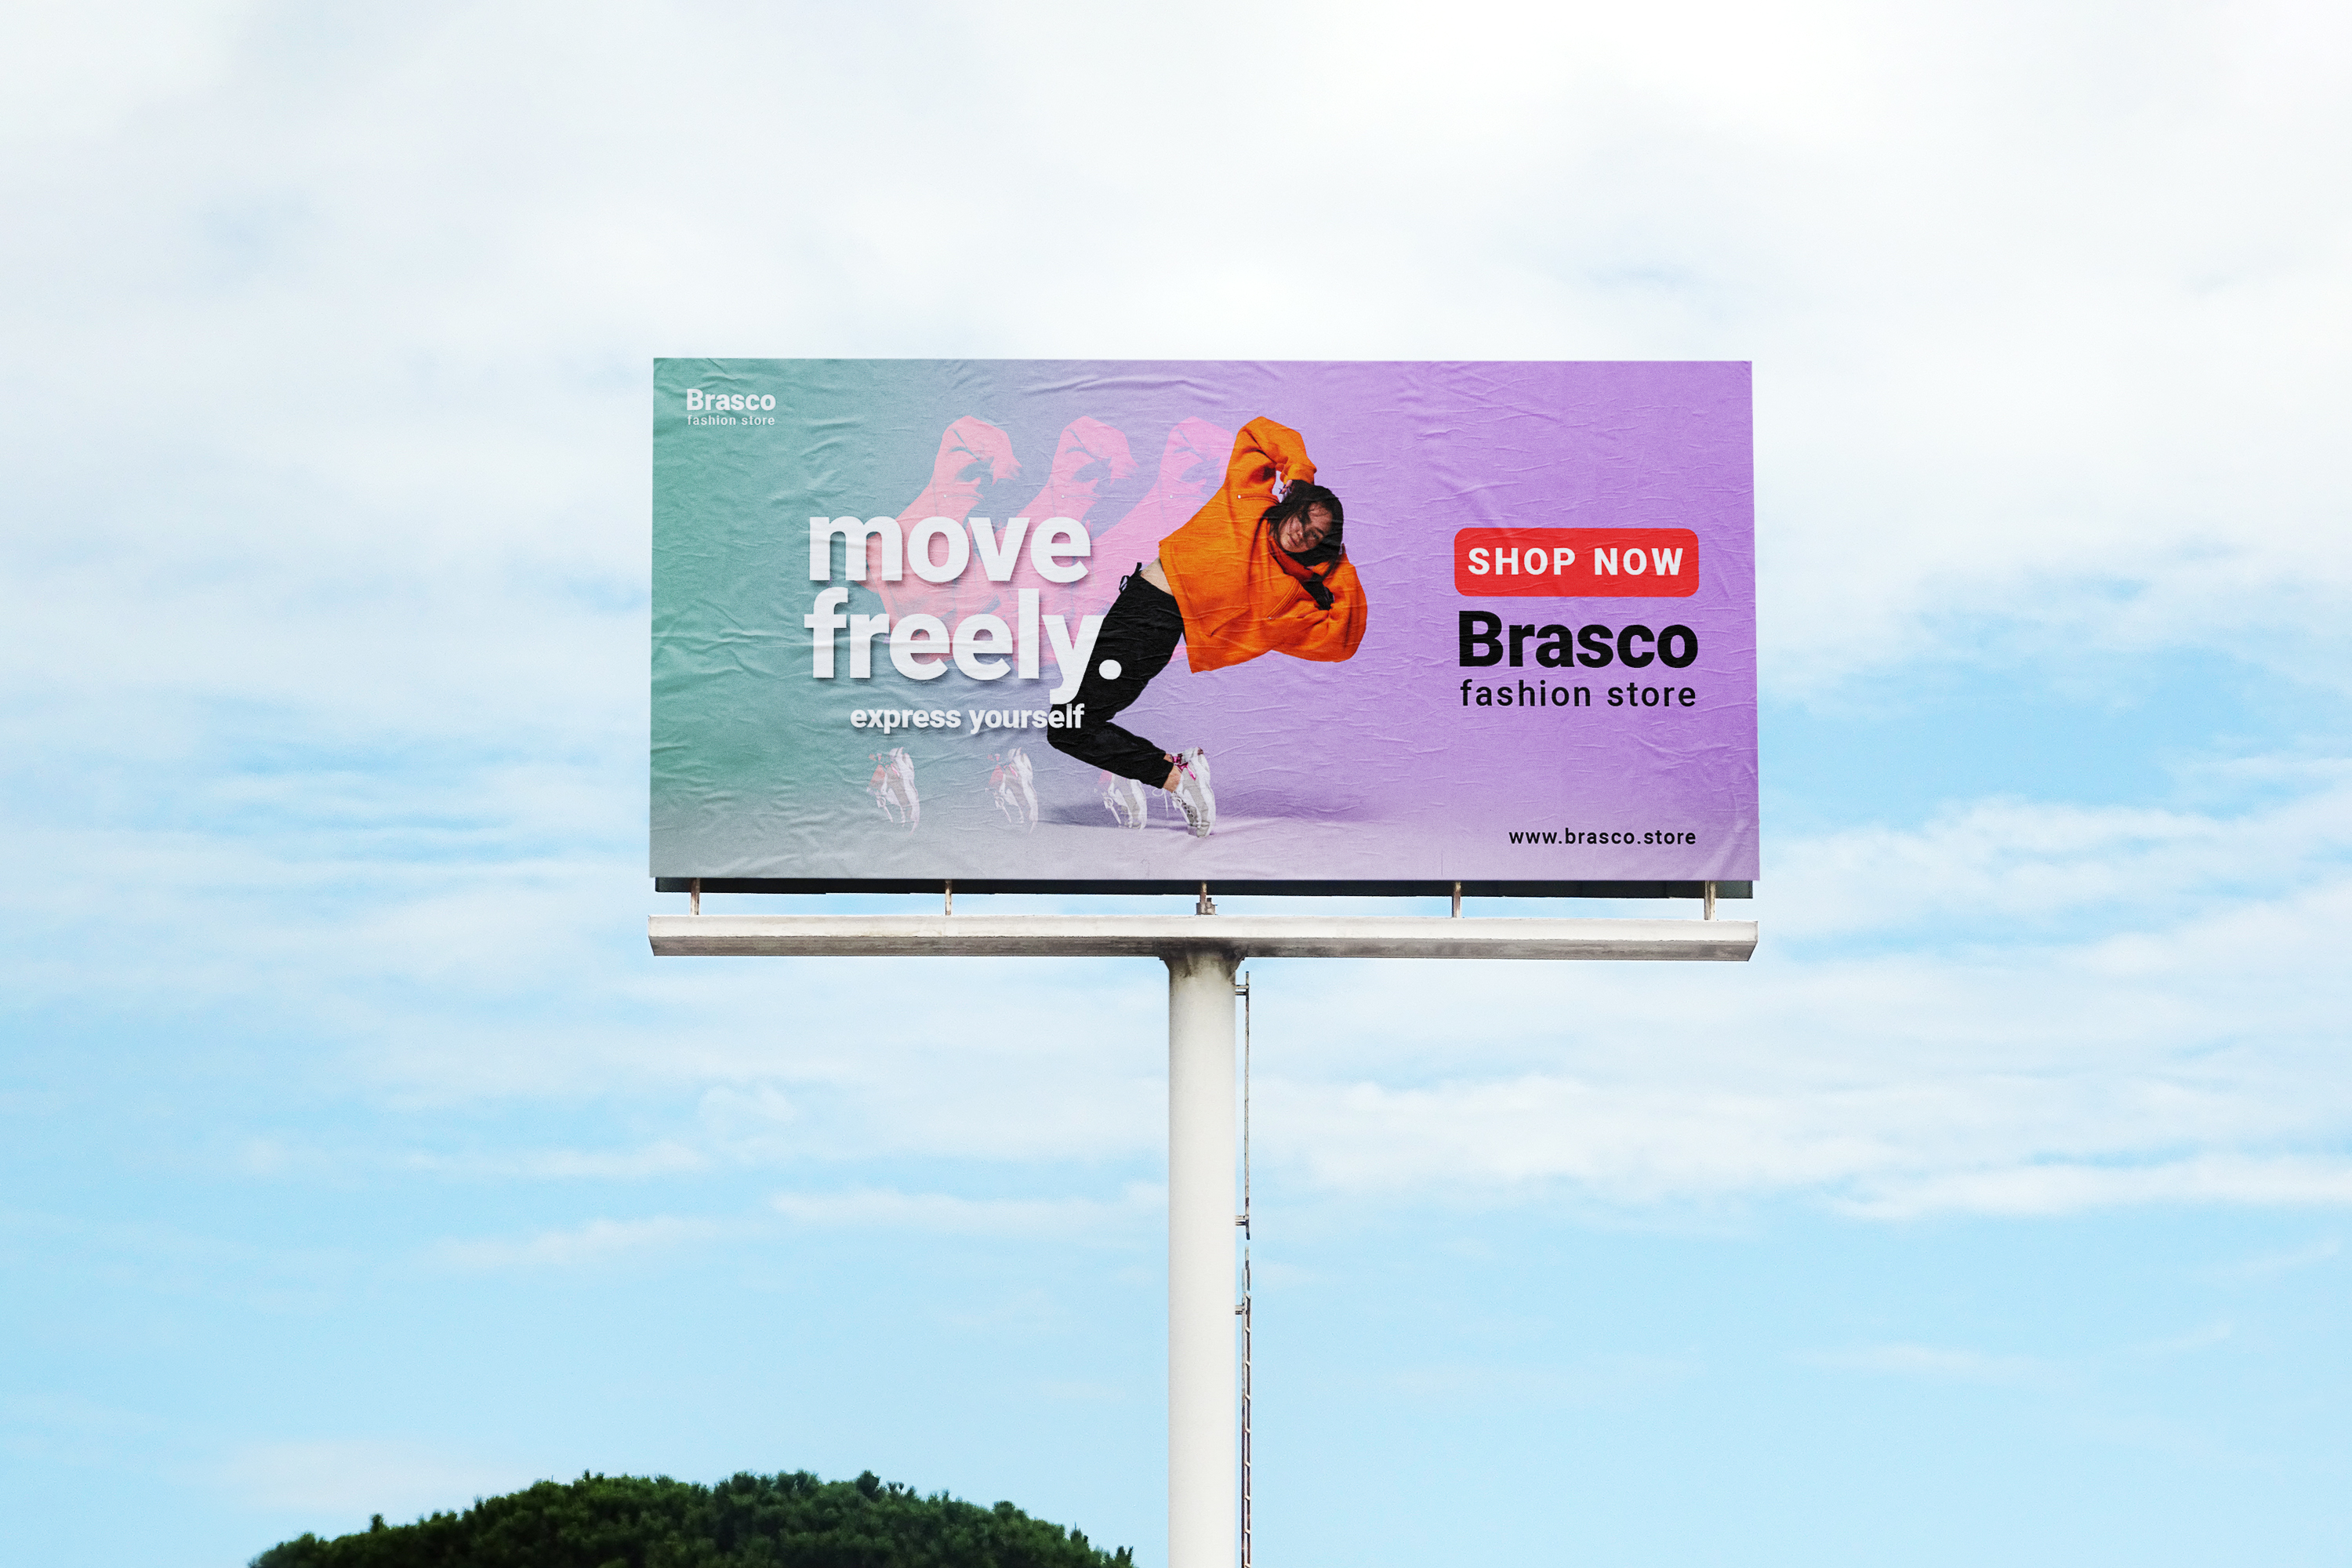 Brasco
fashion store
move
freely.
express yourself
SHOP NOW
Brasco
fashion store
www.brasco.store